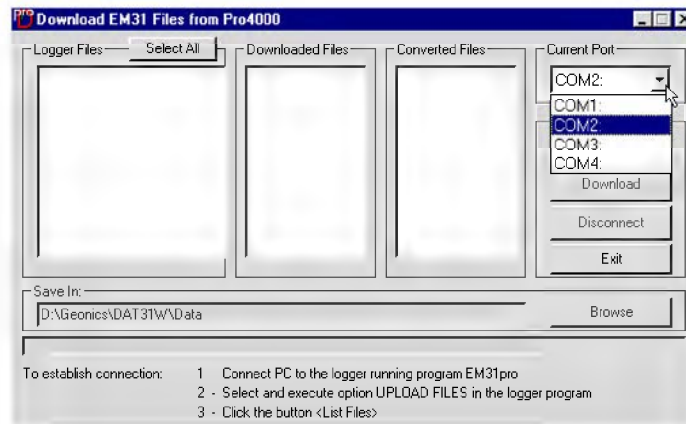 Pro Download EM31 Files from Pro4000
Logger Files
Select All
Downloaded Files
Converted Files
Current Port
COM2:
COM1:
COM2:
COM3:
COM4:
Download
Disconnect
Exit
Save In:
D:\Geonics\DAT31W\Data
Browse
To establish connection: 1 Connect PC to the logger running program EM31pro
2 - Select and execute option UPLOAD FILES in the logger program
3 - Click the button <List Files>